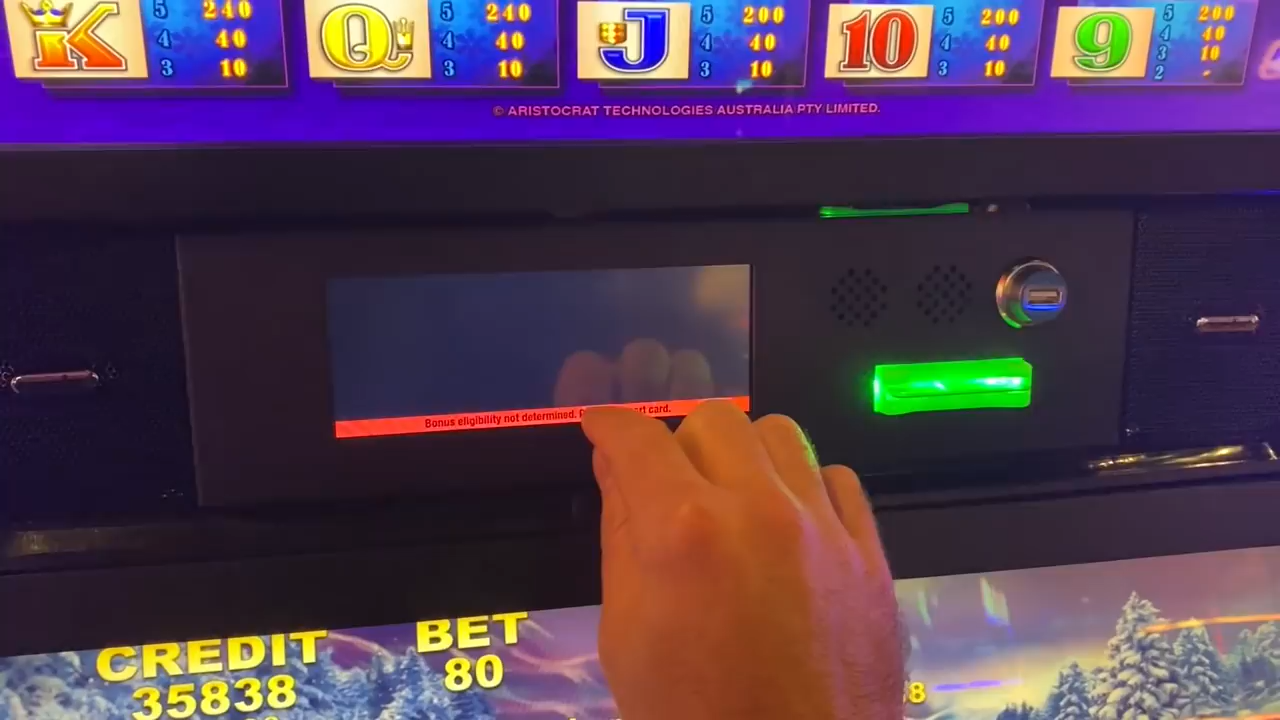 K 5 240 Q 5 240 J 5 200 10 5 200 9 5 200
4 40 4 40 4 40 4 40 4 40
3 10 3 10 3 10 3 10 3 10
2 -
© ARISTOCRAT TECHNOLOGIES AUSTRALIA PTY LIMITED.
Bonus eligibility not determined. card.
CREDIT BET
35838 80 8